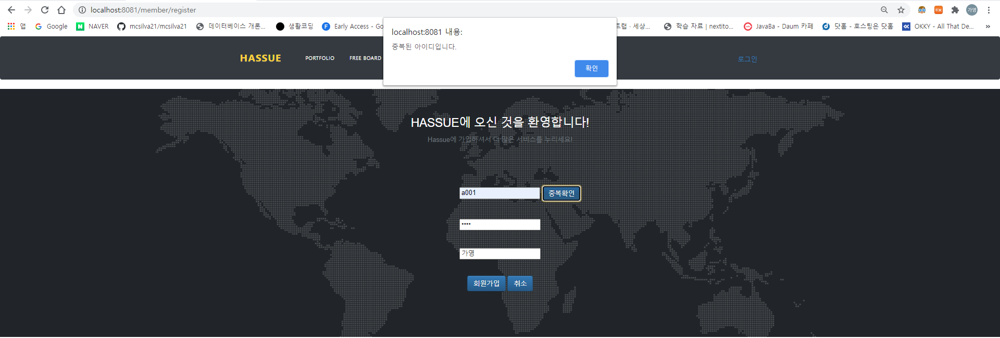 localhost:8081/member/register
가영
앱 Google NAVER mcsilva21/mcsilva21 데이터베이스 개론... 생활코딩 Early Access - Go 트랩 · 세상... 학습 자료 | nextito... JavaBa - Daum 카페 닷홈 - 호스팅은 닷홈 OKKY - All That De... »
localhost:8081 내용:
중복된 아이디입니다.
확인
HASSUE PORTFOLIO FREE BOARD 로그인
HASSUE에 오신 것을 환영합니다!
Hassue에 가입하셔서 더 많은 서비스를 누리세요!
a001 중복확인
••••
가영
회원가입 취소